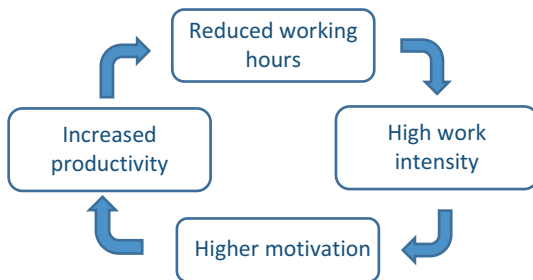 Reduced working
hours
High work
intensity
Higher motivation
Increased
productivity